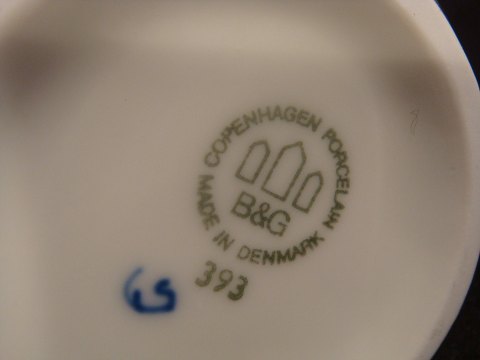 COPENHAGEN PORCELAIN
B&G
MADE IN DENMARK
393